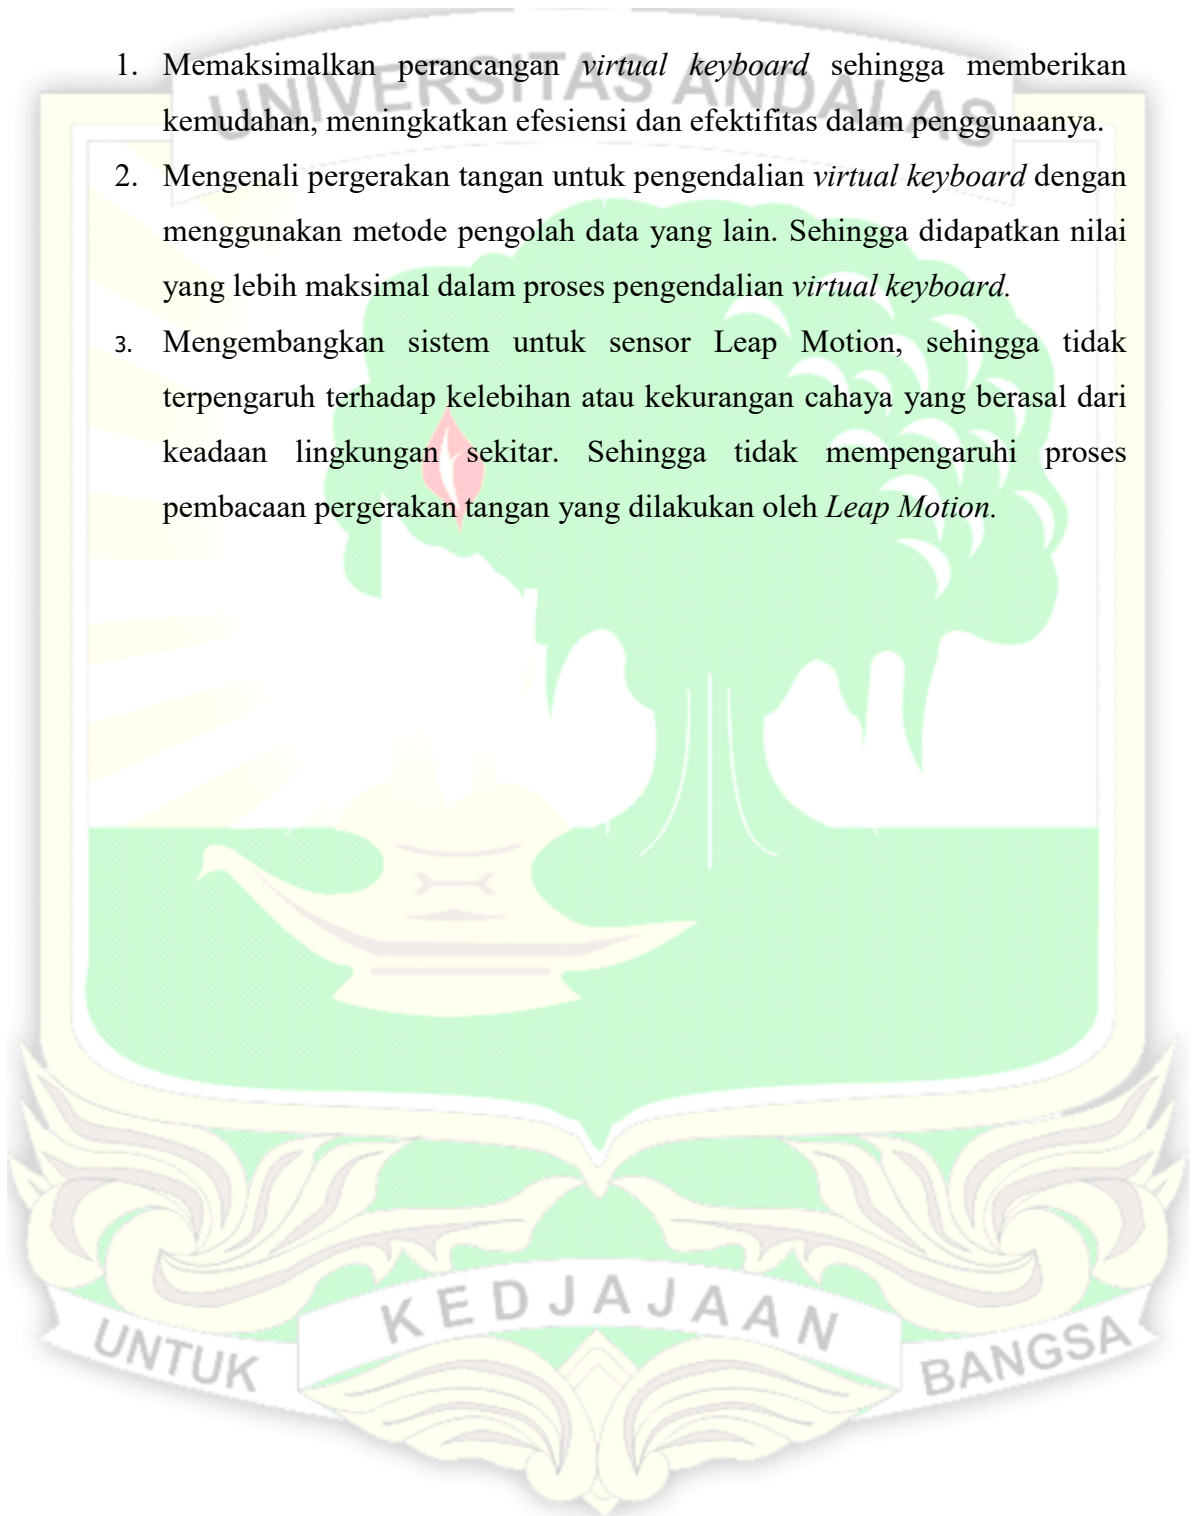 UNIVERSITAS ANDALAS
1. Memaksimalkan perancangan virtual keyboard sehingga memberikan
kemudahan, meningkatkan efesiensi dan efektifitas dalam penggunaanya.
2. Mengenali pergerakan tangan untuk pengendalian virtual keyboard dengan
menggunakan metode pengolah data yang lain. Sehingga didapatkan nilai
yang lebih maksimal dalam proses pengendalian virtual keyboard.
3. Mengembangkan sistem untuk sensor Leap Motion, sehingga tidak
terpengaruh terhadap kelebihan atau kekurangan cahaya yang berasal dari
keadaan lingkungan sekitar. Sehingga tidak mempengaruhi proses
pembacaan pergerakan tangan yang dilakukan oleh Leap Motion.
UNTUK KEDJAJAAN BANGSA